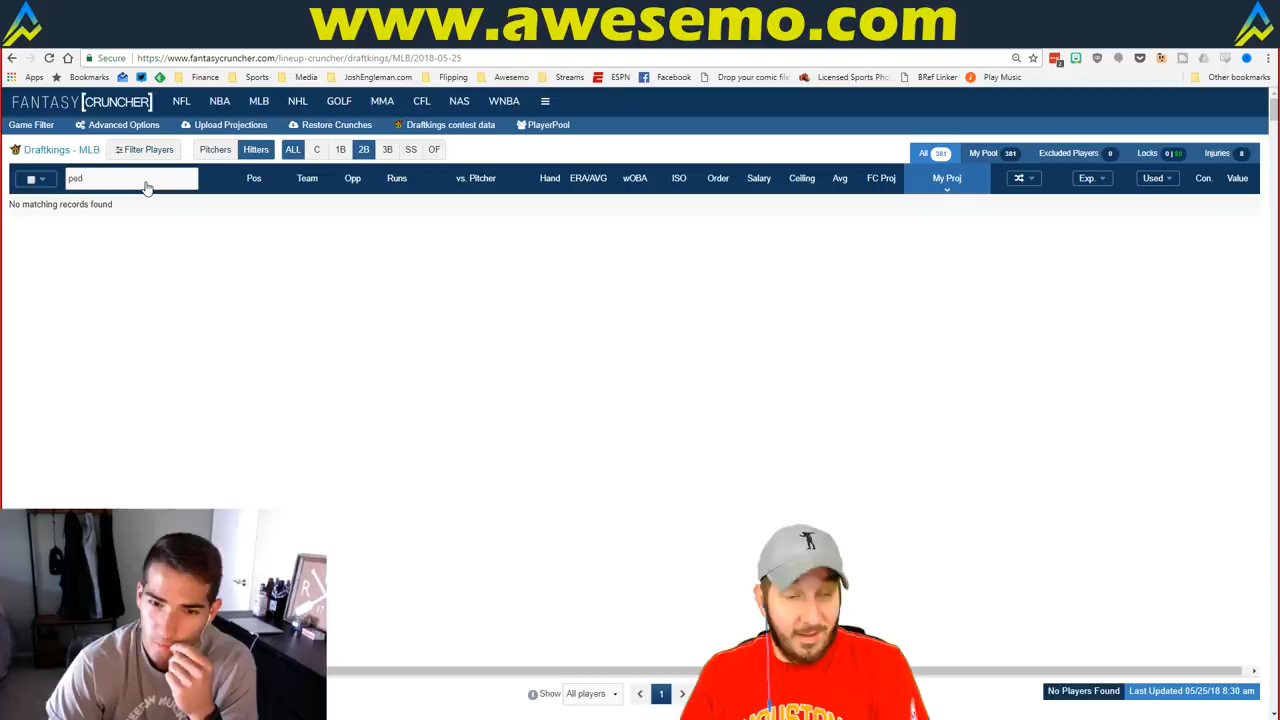 www.awesemo.com
Secure https://www.fantasycruncher.com/lineup-cruncher/draftkings/MLB/2018-05-25
Apps Bookmarks Finance Sports Media JoshEngleman.com Flipping Awesemo Streams ESPN Facebook Drop your comic file Licensed Sports Pho BRef Linker Play Music Other bookmarks
FANTASY [CRUNCHER] NFL NBA MLB NHL GOLF MMA CFL NAS WNBA
Game Filter Advanced Options Upload Projections Restore Crunches Draftkings contest data PlayerPool
Draftkings - MLB Filter Players Pitchers Hitters ALL C 1B 2B 3B SS OF All 381 My Pool 381 Excluded Players 0 Locks 0 | $0 Injuries 8
ped Pos Team Opp Runs vs. Pitcher Hand ERA/AVG wOBA ISO Order Salary Ceiling Avg FC Proj My Proj Exp. Used Con. Value
No matching records found
R
HOUSTON
Show All players 1 No Players Found Last Updated 05/25/18 8:30 am